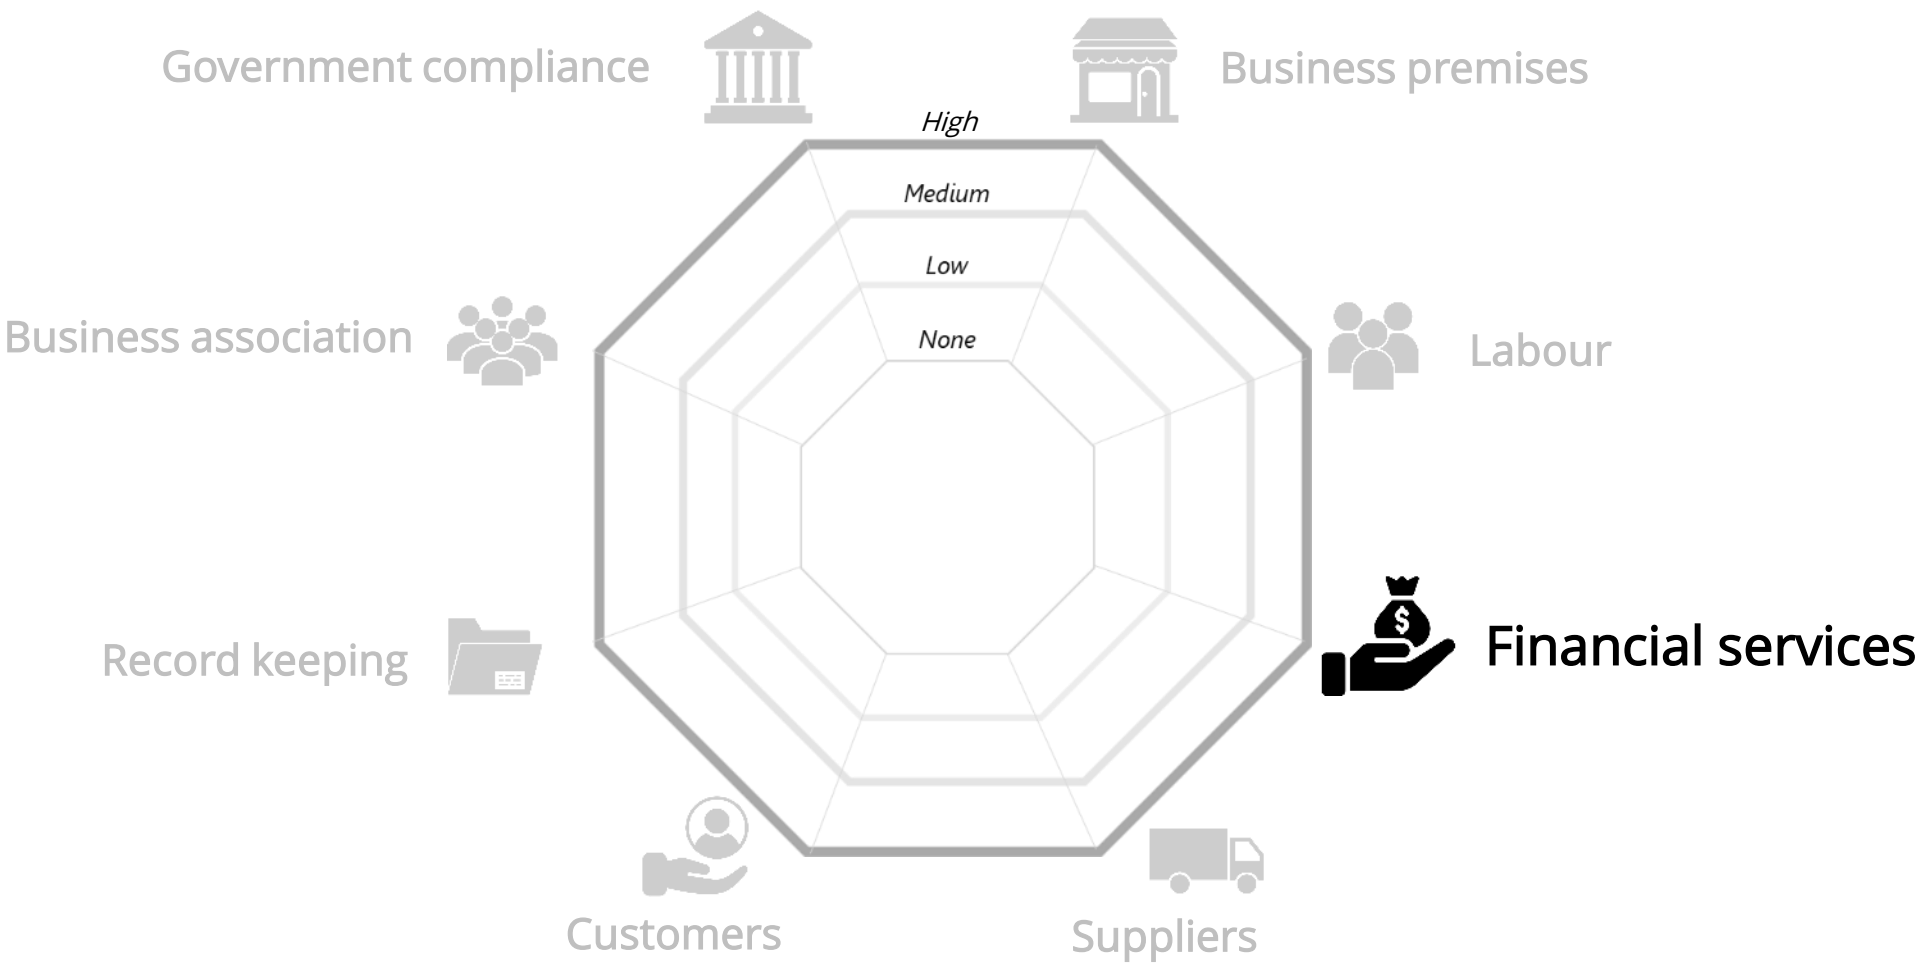 Government compliance
Business premises
High
Medium
Low
None
Business association
Labour
$
Financial services
Record keeping
Customers
Suppliers